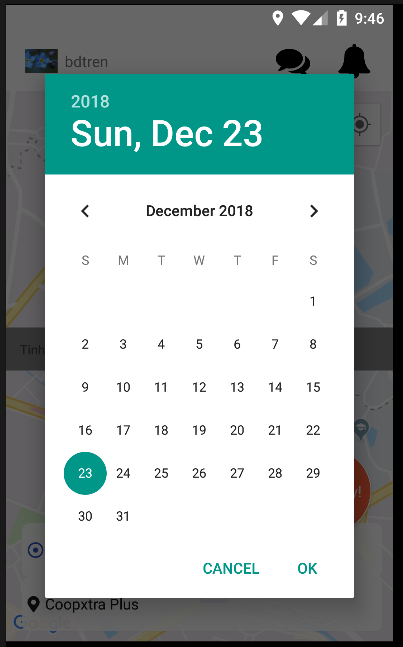 9:46
bdtren
2018
Sun, Dec 23
December 2018
S M T W T F S
1
2 3 4 5 6 7 8
9 10 11 12 13 14 15
16 17 18 19 20 21 22
23 24 25 26 27 28 29
30 31
CANCEL OK
Coopxtra Plus
Google